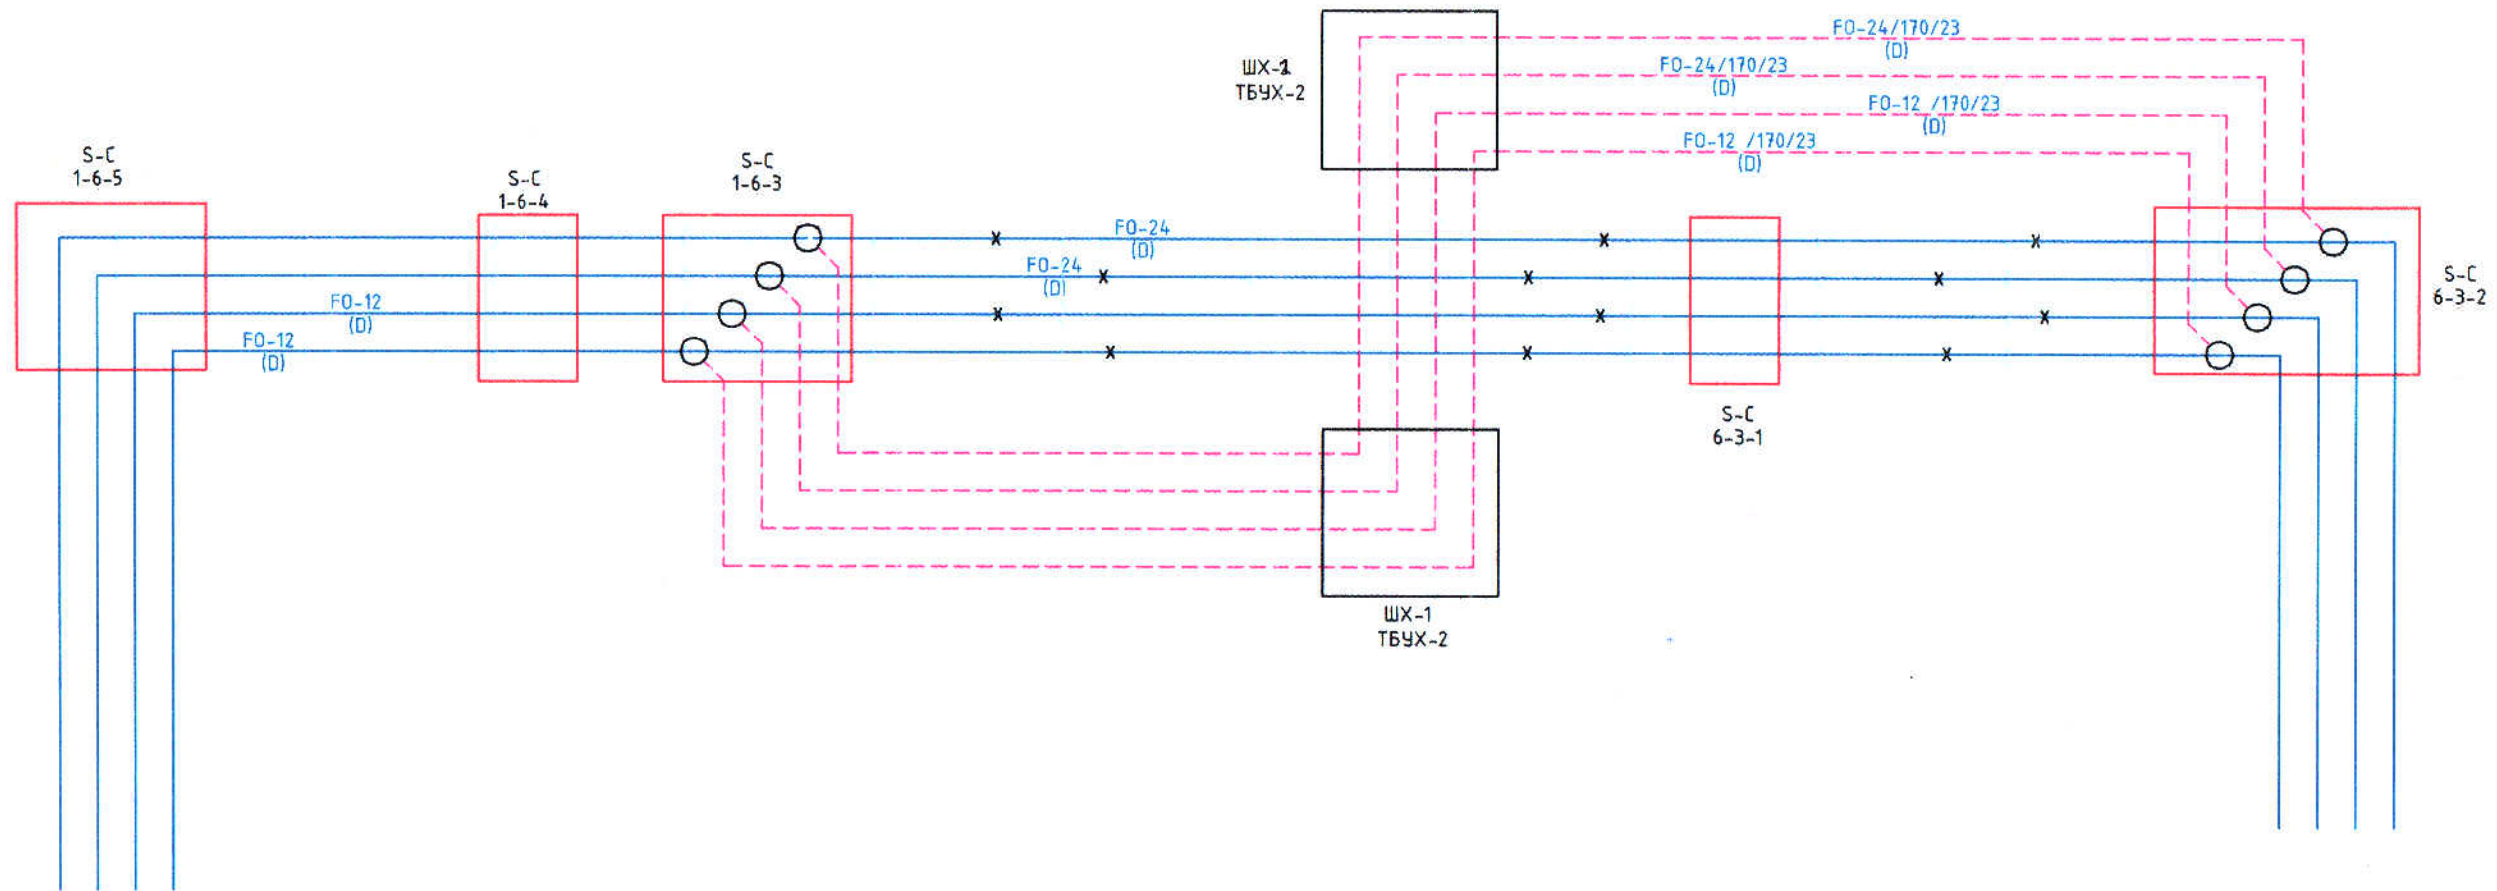 FO-24/170/23
(D)
ШХ-2
ТБУХ-2
FO-24/170/23
(D)
FO-12 /170/23
(D)
FO-12 /170/23
(D)
S-C
1-6-5
S-C
1-6-4
S-C
1-6-3
FO-24
(D)
FO-24
(D)
FO-12
(D)
FO-12
(D)
S-C
6-3-2
S-C
6-3-1
ШХ-1
ТБУХ-2